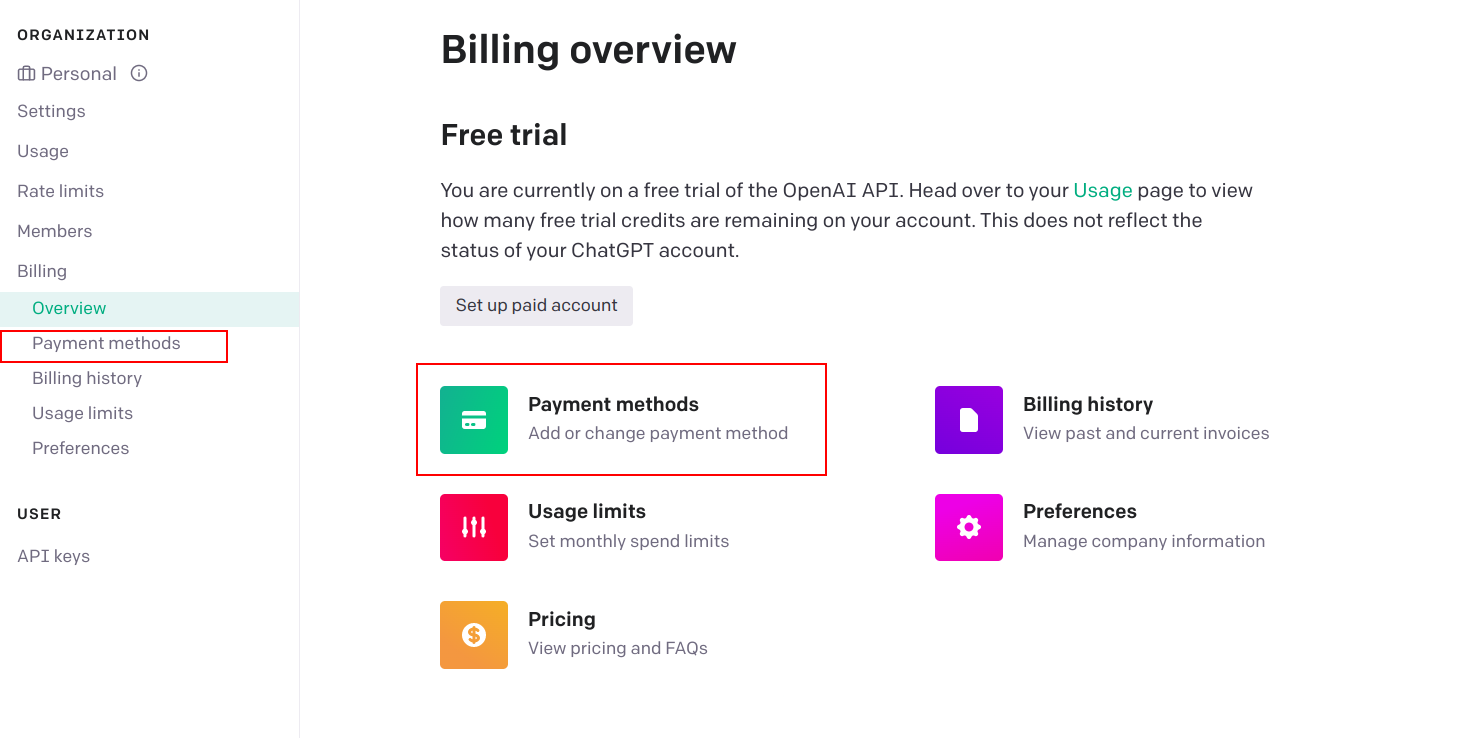 ORGANIZATION
Personal
Settings
Usage
Rate limits
Members
Billing
Overview
Payment methods
Billing history
Usage limits
Preferences
USER
API keys
Billing overview
Free trial
You are currently on a free trial of the OpenAI API. Head over to your Usage page to view
how many free trial credits are remaining on your account. This does not reflect the
status of your ChatGPT account.
Set up paid account
Payment methods
Add or change payment method
Billing history
View past and current invoices
Usage limits
Set monthly spend limits
Preferences
Manage company information
Pricing
View pricing and FAQs